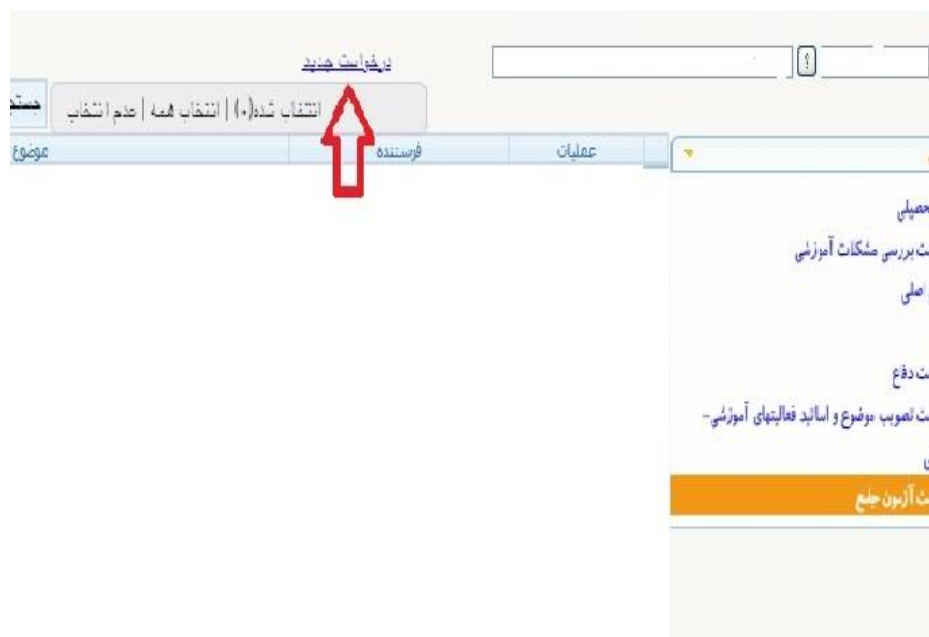 درخواست جدید
?
انتخاب شده(۰) | انتخاب همه | عدم انتخاب
عملیات
فرستنده
موضوع
بررسی مشکلات آموزشی
اصلی
دفاع
تصویب موضوع و اساتید فعالیتهای آموزشی-
آزمون جامع